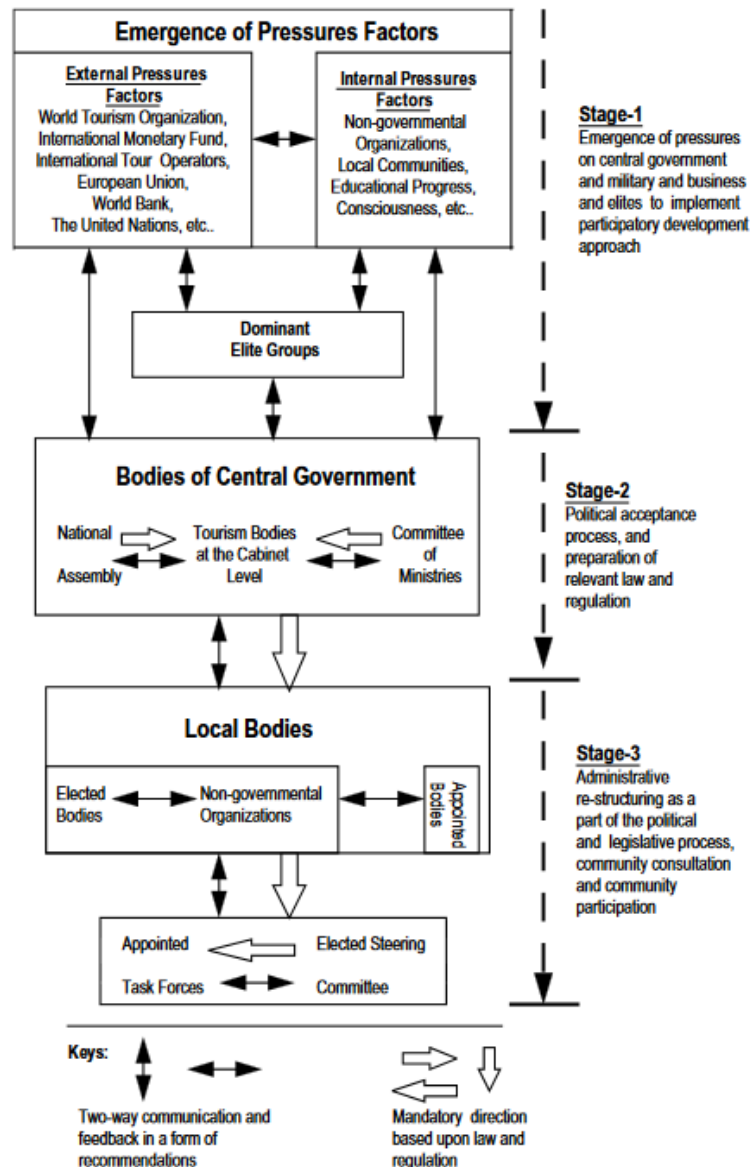 Emergence of Pressures Factors
External Pressures
Factors
World Tourism Organization,
International Monetary Fund,
International Tour Operators,
European Union,
World Bank,
The United Nations, etc..
Internal Pressures
Factors
Non-governmental
Organizations,
Local Communities,
Educational Progress,
Consciousness, etc..
Stage-1
Emergence of pressures
on central government
and military and business
and elites to implement
participatory development
approach
Dominant
Elite Groups
Bodies of Central Government
National
Assembly
Tourism Bodies
at the Cabinet
Level
Committee
of
Ministries
Stage-2
Political acceptance
process, and
preparation of
relevant law and
regulation
Local Bodies
Elected
Bodies
Non-governmental
Organizations
Appointed
Bodies
Stage-3
Administrative
re-structuring as a
part of the political
and legislative process,
community consultation
and community
participation
Appointed
Task Forces
Elected Steering
Committee
Keys:
Two-way communication and
feedback in a form of
recommendations
Mandatory direction
based upon law and
regulation